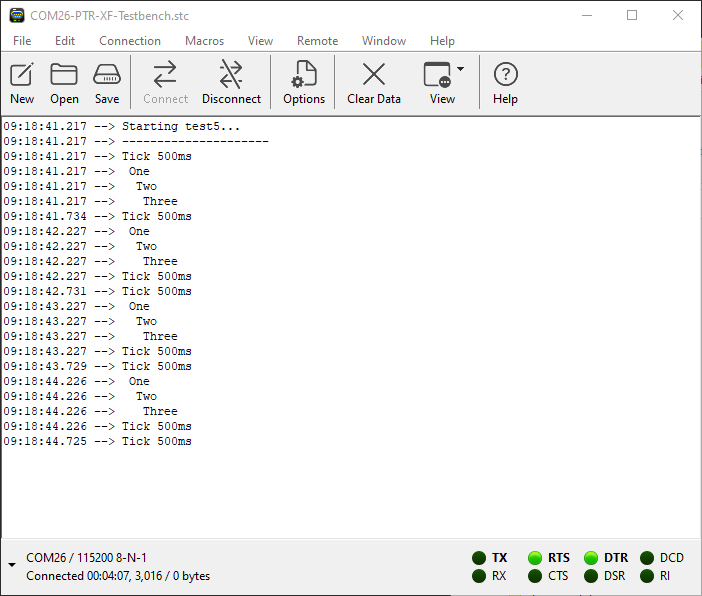 COM26-PTR-XF-Testbench.stc
File Edit Connection Macros View Remote Window Help
New Open Save Connect Disconnect Options Clear Data View Help
09:18:41.217 --> Starting test5...
09:18:41.217 --> ---------------------
09:18:41.217 --> Tick 500ms
09:18:41.217 -->  One
09:18:41.217 -->   Two
09:18:41.217 -->    Three
09:18:41.734 --> Tick 500ms
09:18:42.227 -->  One
09:18:42.227 -->   Two
09:18:42.227 -->    Three
09:18:42.227 --> Tick 500ms
09:18:42.731 --> Tick 500ms
09:18:43.227 -->  One
09:18:43.227 -->   Two
09:18:43.227 -->    Three
09:18:43.227 --> Tick 500ms
09:18:43.729 --> Tick 500ms
09:18:44.226 -->  One
09:18:44.226 -->   Two
09:18:44.226 -->    Three
09:18:44.226 --> Tick 500ms
09:18:44.725 --> Tick 500ms
COM26 / 115200 8-N-1 TX RTS DTR DCD
Connected 00:04:07, 3,016 / 0 bytes RX CTS DSR RI